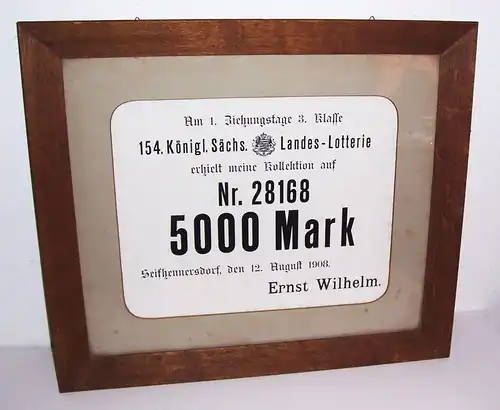 Am 1. Ziehungstage 3. Klasse
154. Königl. Sächs. Landes-Lotterie
erhielt meine Kollektion auf
Nr. 28168
5000 Mark
Seifhennersdorf, den 12. August 1908.
Ernst Wilhelm.